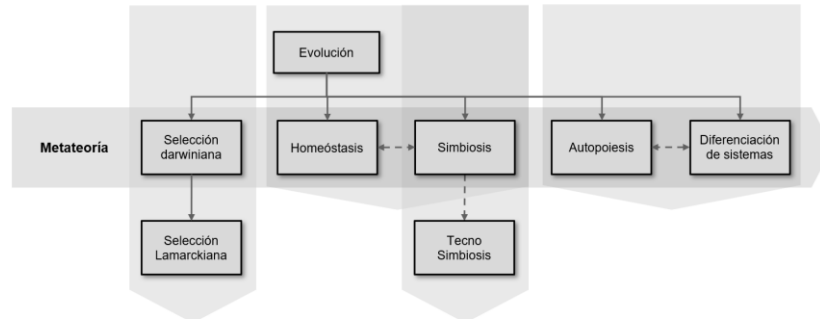 Evolución
Metateoría
Selección
darwiniana
Homeóstasis
Simbiosis
Autopoiesis
Diferenciación
de sistemas
Selección
Lamarckiana
Tecno
Simbiosis